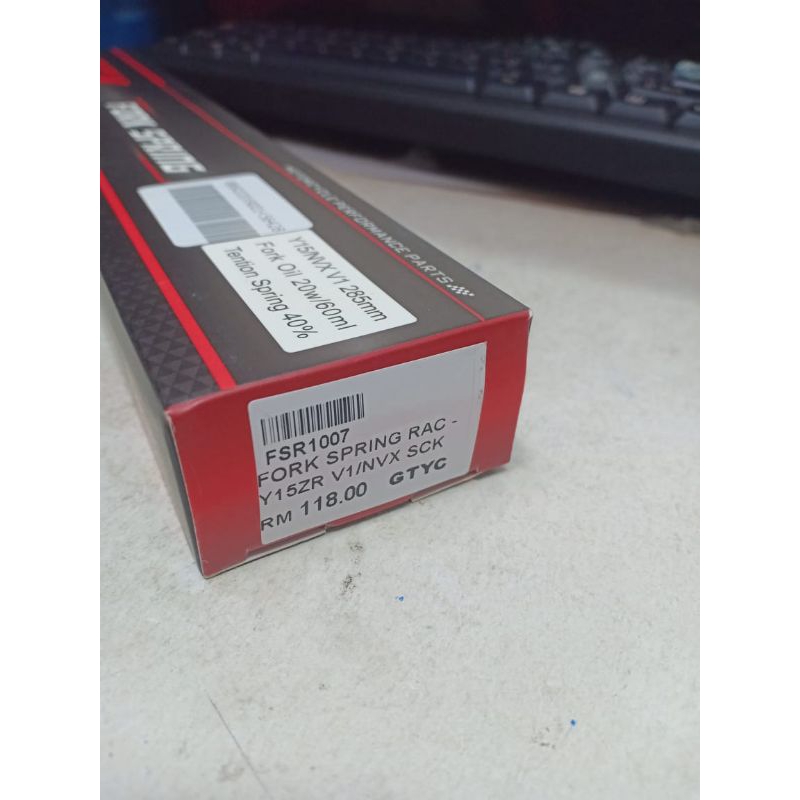 FORK SPRING
MOTORCYCLE PERFORMANCE PARTS
Y15/NVX V1 285mm
Fork Oil 20w/60ml
Tention Spring 40%
FSR1007
FORK SPRING RAC -
Y15ZR V1/NVX SCK
RM 118.00 GTYC